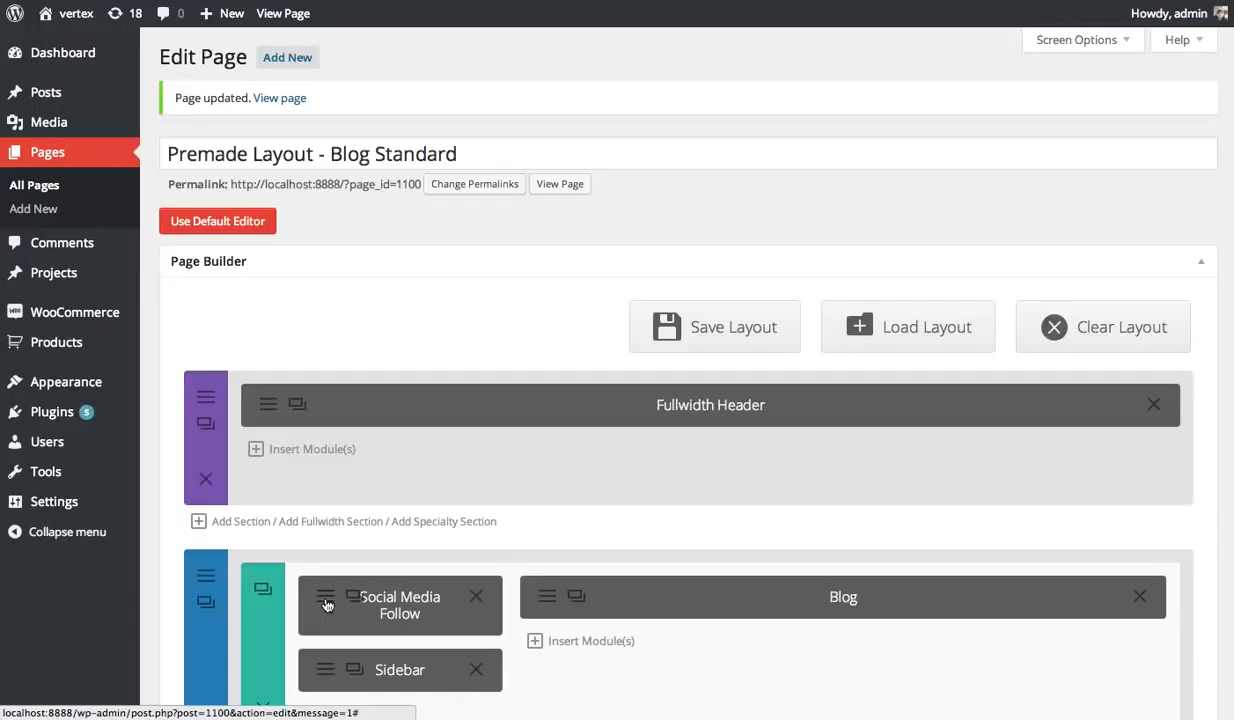 vertex 18 0 New View Page Howdy, admin
Screen Options Help
Dashboard
Posts
Media
Pages
All Pages
Add New
Comments
Projects
WooCommerce
Products
Appearance
Plugins 5
Users
Tools
Settings
Collapse menu
Edit Page Add New
Page updated. View page
Premade Layout - Blog Standard
Permalink: http://localhost:8888/?page_id=1100 Change Permalinks View Page
Use Default Editor
Page Builder
Save Layout Load Layout Clear Layout
Fullwidth Header
Insert Module(s)
Add Section / Add Fullwidth Section / Add Specialty Section
Social Media
Follow
Blog
Insert Module(s)
Sidebar
localhost:8888/wp-admin/post.php?post=1100&action=edit&message=1#